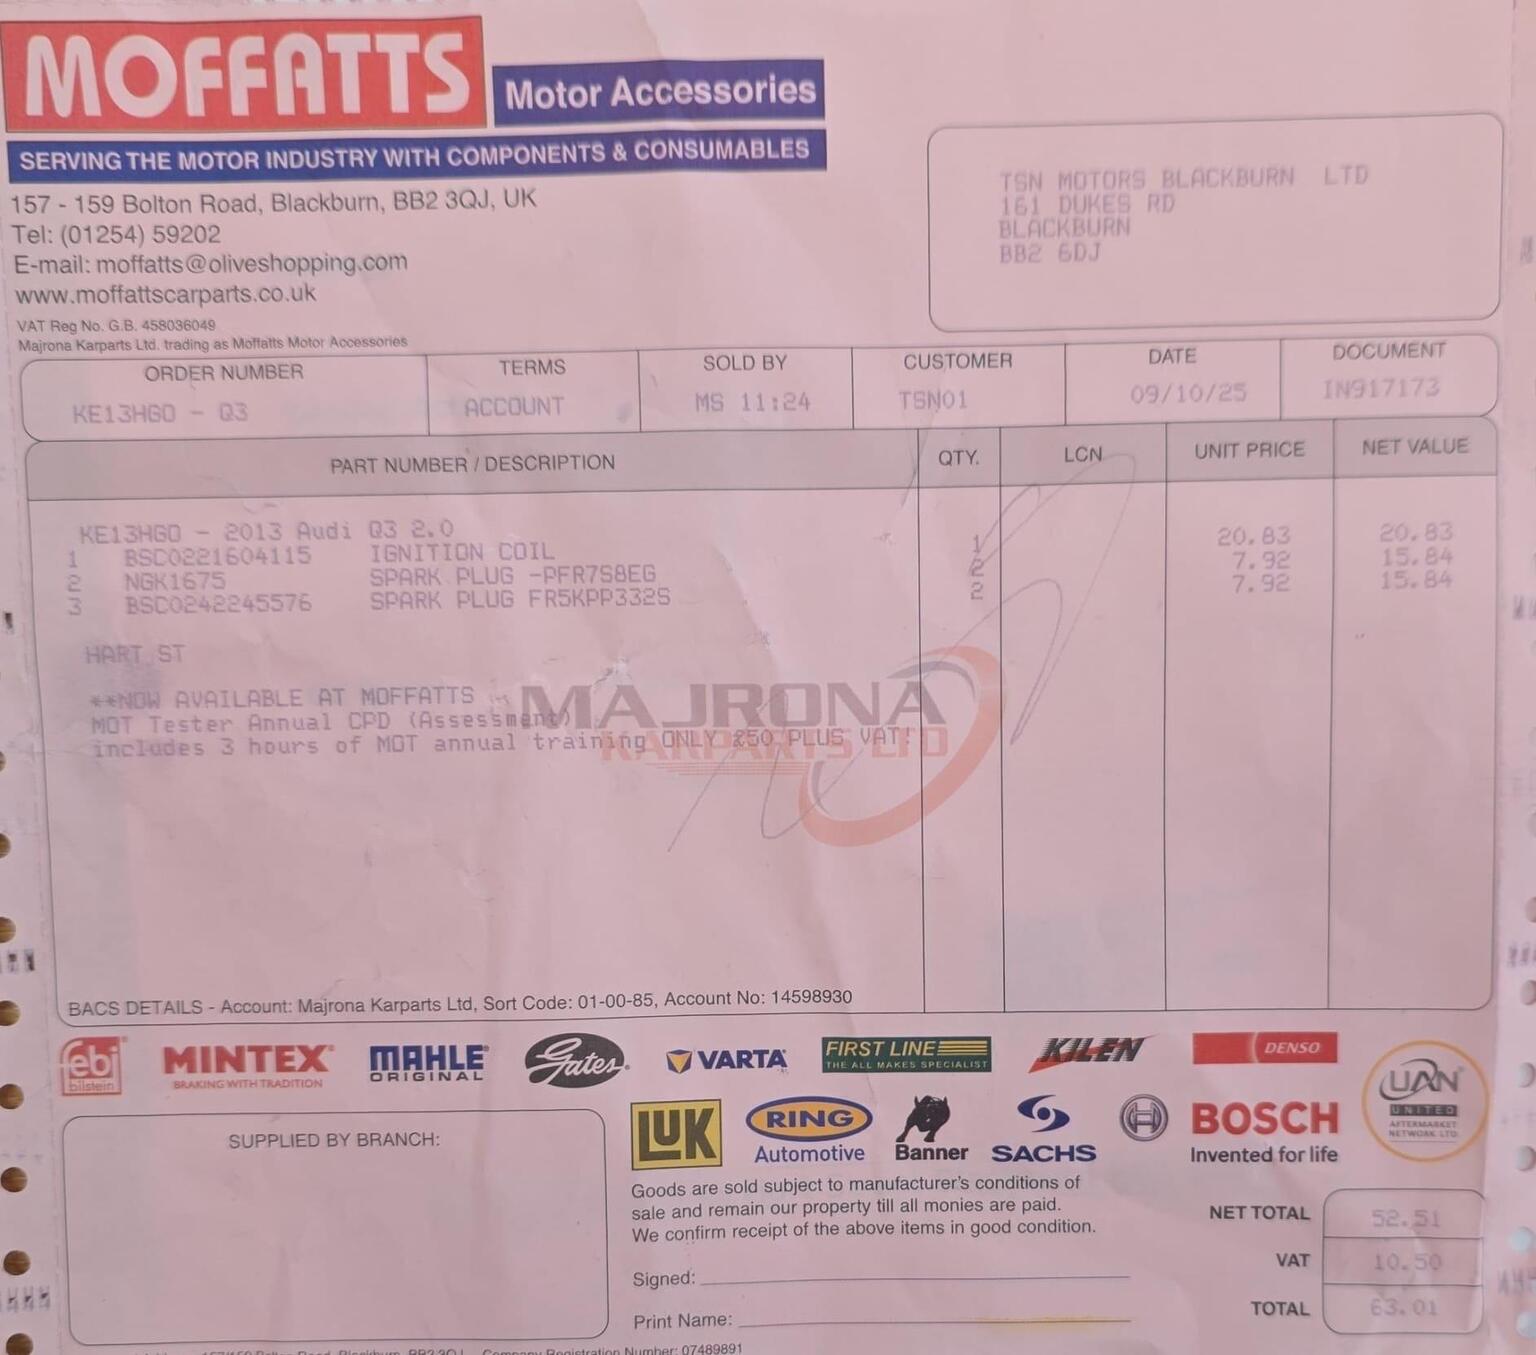 MOFFATTS
Motor Accessories
SERVING THE MOTOR INDUSTRY WITH COMPONENTS & CONSUMABLES
157 - 159 Bolton Road, Blackburn, BB2 3QJ, UK
Tel: (01254) 59202
E-mail: moffatts@oliveshopping.com
www.moffattscarparts.co.uk
VAT Reg No. G.B. 458036049
Majrona Karparts Ltd. trading as Moffatts Motor Accessories
TSN MOTORS BLACKBURN LTD
161 DUKES RD
BLACKBURN
BB2 6DJ
ORDER NUMBER TERMS SOLD BY CUSTOMER DATE DOCUMENT
KE13HGO - Q3 ACCOUNT MS 11:24 TSN01 09/10/25 IN917173
PART NUMBER / DESCRIPTION QTY. LCN UNIT PRICE NET VALUE
KE13HGO - 2013 Audi Q3 2.0
1 BSC0221604115 IGNITION COIL 1 20.83 20.83
2 NGK1675 SPARK PLUG -PFR7S8EG 2 7.92 15.84
3 BSC0242245576 SPARK PLUG FR5KPP332S 2 7.92 15.84
HART ST
**NOW AVAILABLE AT MOFFATTS
MOT Tester Annual CPD (Assessment)
includes 3 hours of MOT annual training ONLY £50 PLUS VAT!
MAJRONA
KARPARTS LTD
BACS DETAILS - Account: Majrona Karparts Ltd, Sort Code: 01-00-85, Account No: 14598930
febi
bilstein
MINTEX
BRAKING WITH TRADITION
MAHLE
ORIGINAL
Gates
VARTA
FIRST LINE
THE ALL MAKES SPECIALIST
KILEN
DENSO
LUK
RING
Automotive
Banner
SACHS
BOSCH
Invented for life
UAN
UNITED
AFTERMARKET
NETWORK LTD.
SUPPLIED BY BRANCH:
Goods are sold subject to manufacturer's conditions of
sale and remain our property till all monies are paid.
We confirm receipt of the above items in good condition.
Signed:
Print Name:
NET TOTAL 52.51
VAT 10.50
TOTAL 63.01
Company Registration Number: 07489891